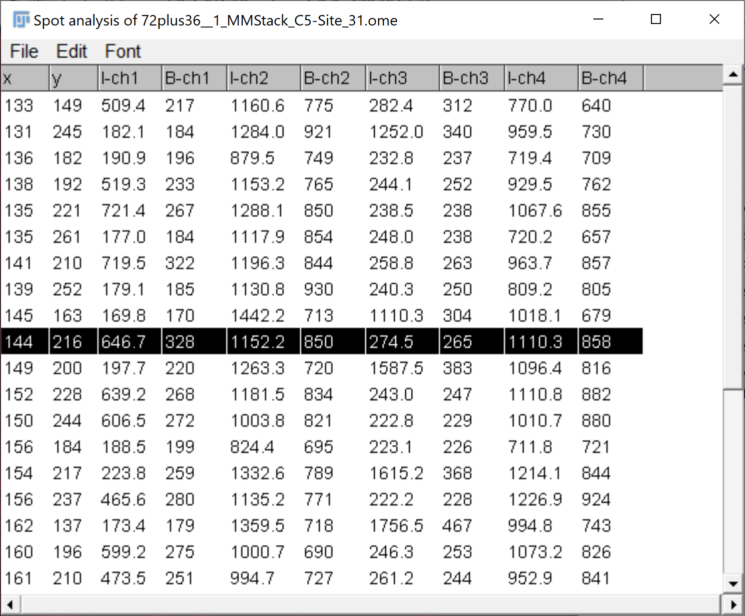 Spot analysis of 72plus36__1_MMStack_C5-Site_31.ome
File Edit Font
x y I-ch1 B-ch1 I-ch2 B-ch2 I-ch3 B-ch3 I-ch4 B-ch4
133 149 509.4 217 1160.6 775 282.4 312 770.0 640
131 245 182.1 184 1284.0 921 1252.0 340 959.5 730
136 182 190.9 196 879.5 749 232.8 237 719.4 709
138 192 519.3 233 1153.2 765 244.1 252 929.5 762
135 221 721.4 267 1288.1 850 238.5 238 1067.6 855
135 261 177.0 184 1117.9 854 248.0 238 720.2 657
141 210 719.5 322 1196.3 844 258.8 263 963.7 857
139 252 179.1 185 1130.8 930 240.3 250 809.2 805
145 163 169.8 170 1442.2 713 1110.3 304 1018.1 679
144 216 646.7 328 1152.2 850 274.5 265 1110.3 858
149 200 197.7 220 1263.3 720 1587.5 383 1096.4 816
152 228 639.2 268 1181.5 834 243.0 247 1110.8 882
150 244 606.5 272 1003.8 821 222.8 229 1010.7 880
156 184 188.5 199 824.4 695 223.1 226 711.8 721
154 217 223.8 259 1332.6 789 1615.2 368 1214.1 844
156 237 465.6 280 1135.2 771 222.2 228 1226.9 924
162 137 173.4 179 1359.5 718 1756.5 467 994.8 743
160 196 599.2 275 1000.7 690 246.3 253 1073.2 826
161 210 473.5 251 994.7 727 261.2 244 952.9 841